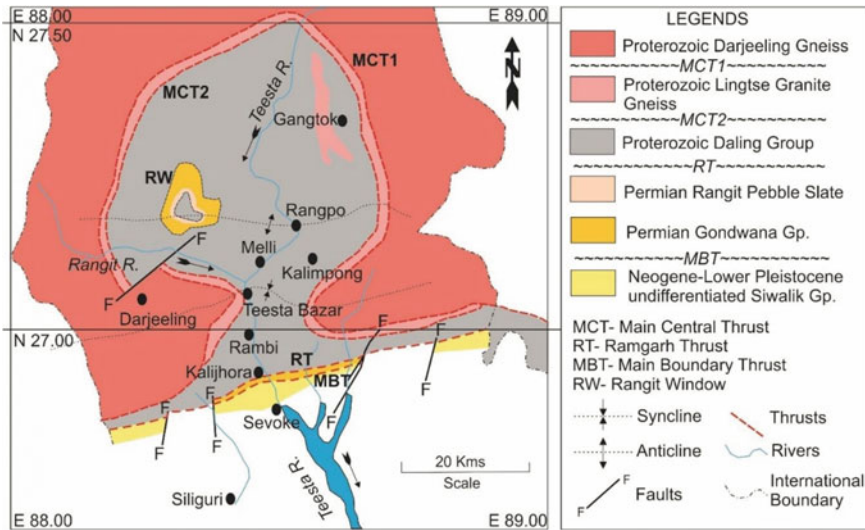 E 88.00
E 89.00
N 27.50
MCT1
MCT2
Teesta R.
Gangtok
N
RW
Rangpo
F
Melli
Rangit R.
Kalimpong
F
Darjeeling
Teesta Bazar
N 27.00
F
F
Rambi
RT
Kalijhora
MBT
F
F
F
F
Sevoke
F
F
Teesta R.
20 Kms
Scale
Siliguri
E 88.00
E 89.00
LEGENDS
Proterozoic Darjeeling Gneiss
~~~~~~~~~~~MCT1~~~~~~~~~~
Proterozoic Lingtse Granite
Gneiss
~~~~~~~~~~~MCT2~~~~~~~~~~
Proterozoic Daling Group
~~~~~~~~~~~~RT~~~~~~~~~~~
Permian Rangit Pebble Slate
Permian Gondwana Gp.
~~~~~~~~~~~MBT~~~~~~~~~~~
Neogene-Lower Pleistocene
undifferentiated Siwalik Gp.
MCT- Main Central Thrust
RT- Ramgarh Thrust
MBT- Main Boundary Thrust
RW- Rangit Window
Syncline
Thrusts
Anticline
Rivers
F
F
Faults
International
Boundary